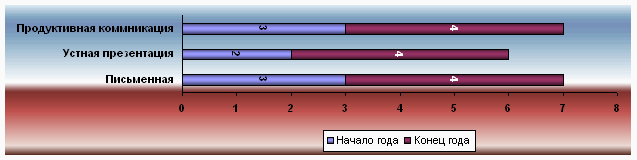 Продуктивная коммникация 3 4
Устная презентация 2 4
Письменная 3 4
0 1 2 3 4 5 6 7 8
Начало года Конец года